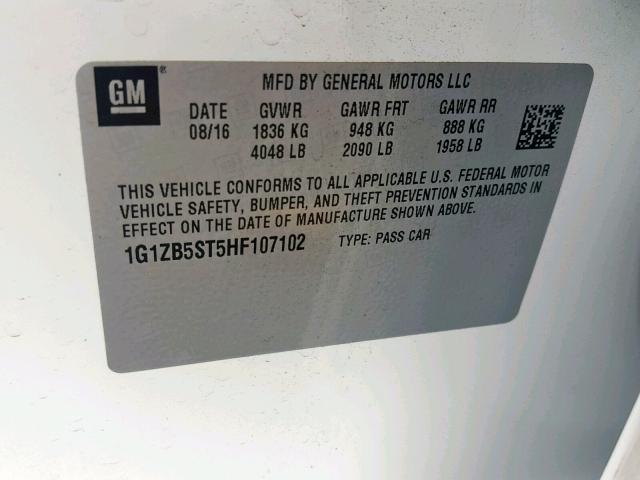 GM ®
MFD BY GENERAL MOTORS LLC
DATE GVWR GAWR FRT GAWR RR
08/16 1836 KG 948 KG 888 KG
4048 LB 2090 LB 1958 LB
THIS VEHICLE CONFORMS TO ALL APPLICABLE U.S. FEDERAL MOTOR
VEHICLE SAFETY, BUMPER, AND THEFT PREVENTION STANDARDS IN
EFFECT ON THE DATE OF MANUFACTURE SHOWN ABOVE.
1G1ZB5ST5HF107102 TYPE: PASS CAR